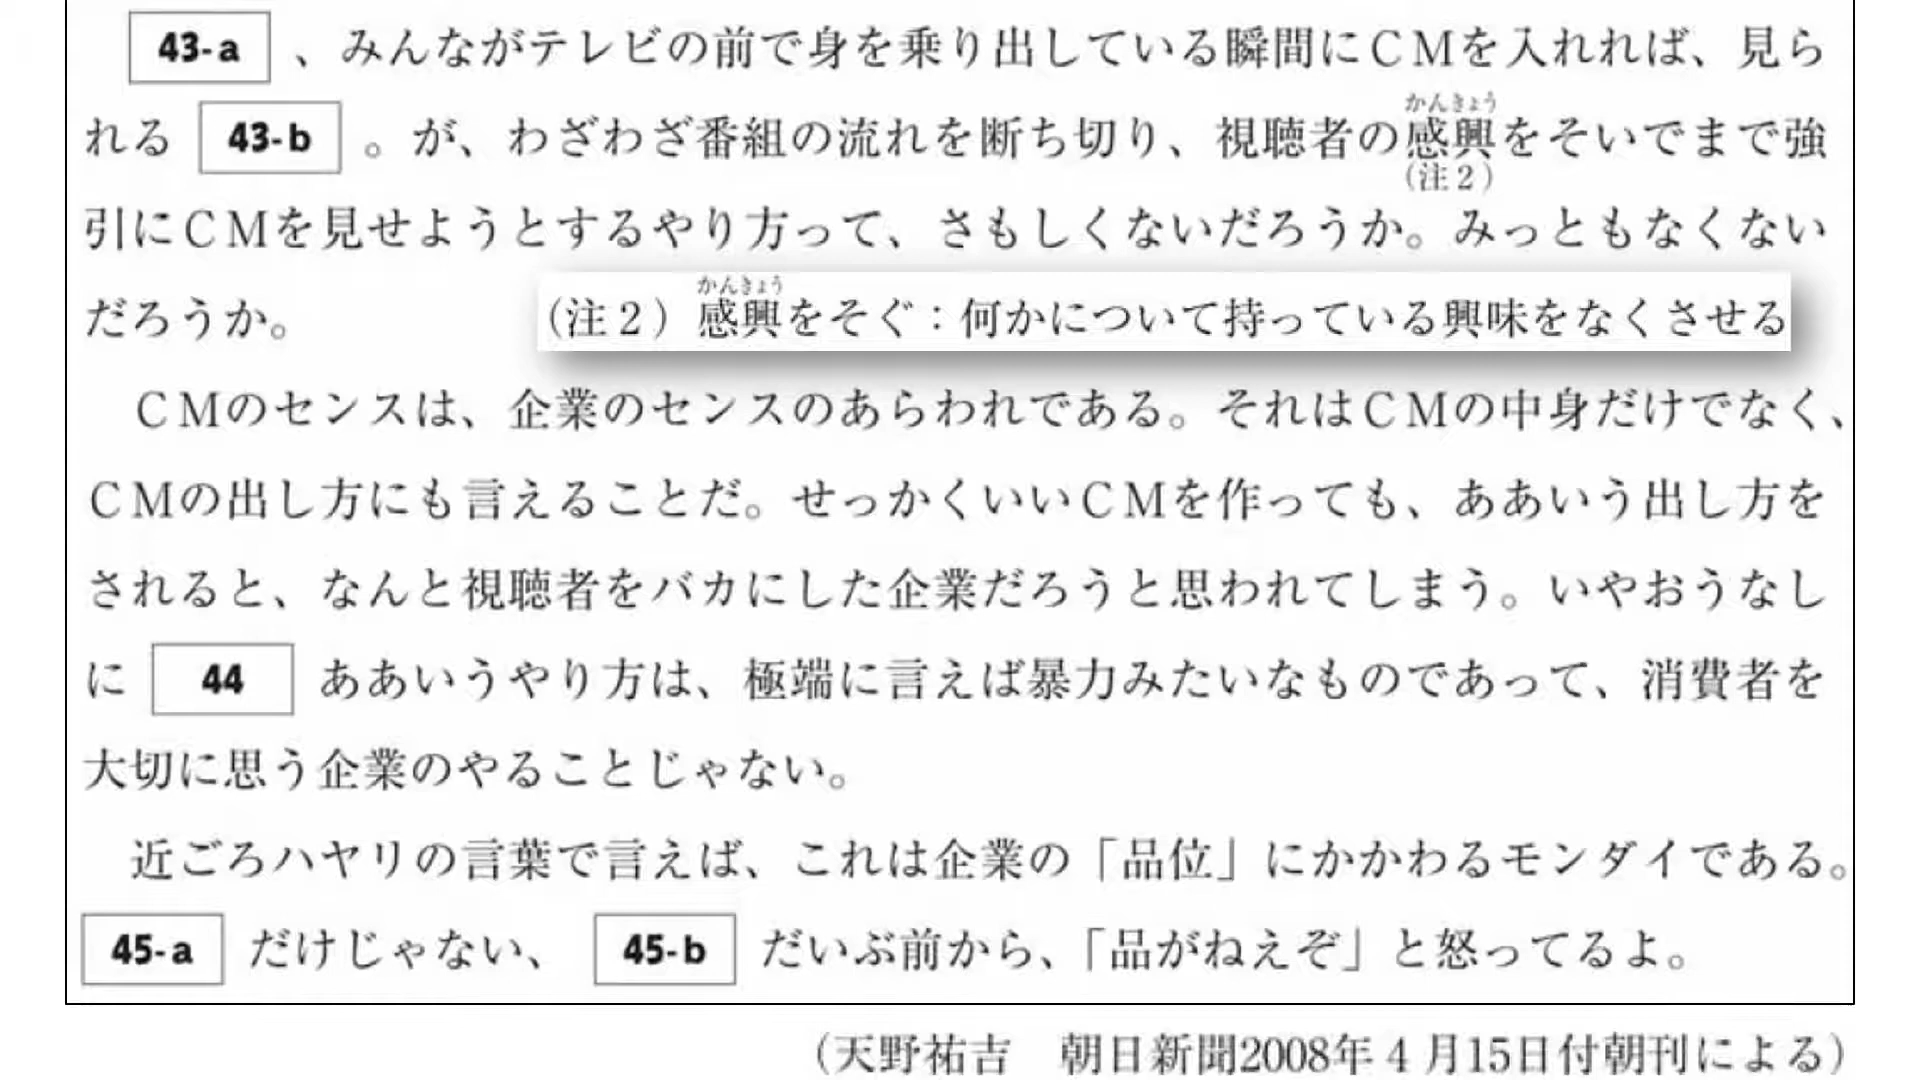 43-a 、みんながテレビの前で身を乗り出している瞬間にＣＭを入れれば、見ら
れる 43-b 。が、わざわざ番組の流れを断ち切り、視聴者の感興をそいでまで強
かんきょう
(注２)
引にＣＭを見せようとするやり方って、さもしくないだろうか。みっともなくない
だろうか。
かんきょう
(注２) 感興をそぐ：何かについて持っている興味をなくさせる
ＣＭのセンスは、企業のセンスのあらわれである。それはＣＭの中身だけでなく、
ＣＭの出し方にも言えることだ。せっかくいいＣＭを作っても、ああいう出し方を
されると、なんと視聴者をバカにした企業だろうと思われてしまう。いやおうなし
に 44 ああいうやり方は、極端に言えば暴力みたいなものであって、消費者を
大切に思う企業のやることじゃない。
近ごろハヤリの言葉で言えば、これは企業の「品位」にかかわるモンダイである。
45-a だけじゃない、 45-b だいぶ前から、「品がねえぞ」と怒ってるよ。
（天野祐吉　朝日新聞2008年４月15日付朝刊による）